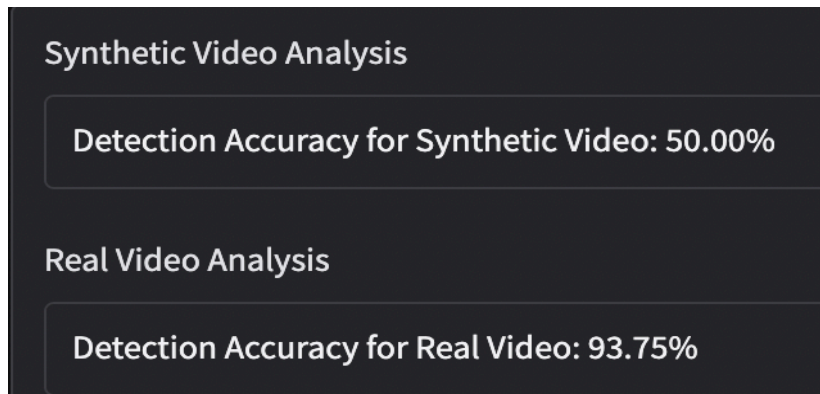 Synthetic Video Analysis
Detection Accuracy for Synthetic Video: 50.00%
Real Video Analysis
Detection Accuracy for Real Video: 93.75%